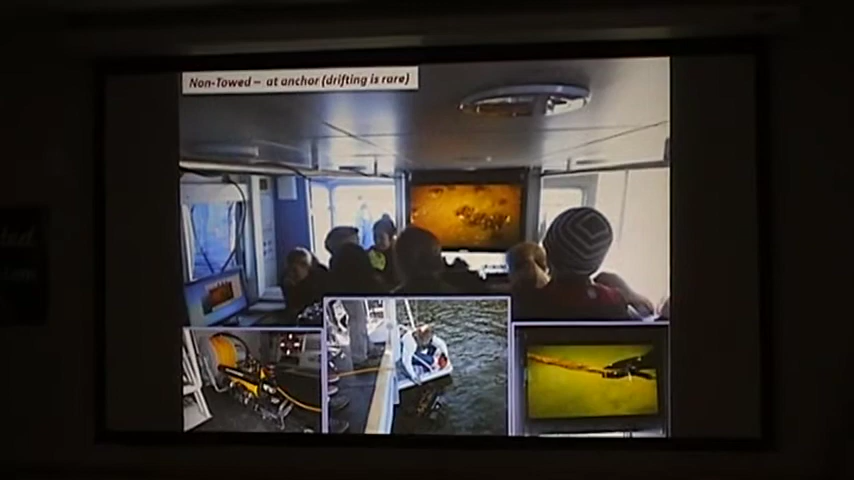 Non-Towed – at anchor (drifting is rare)